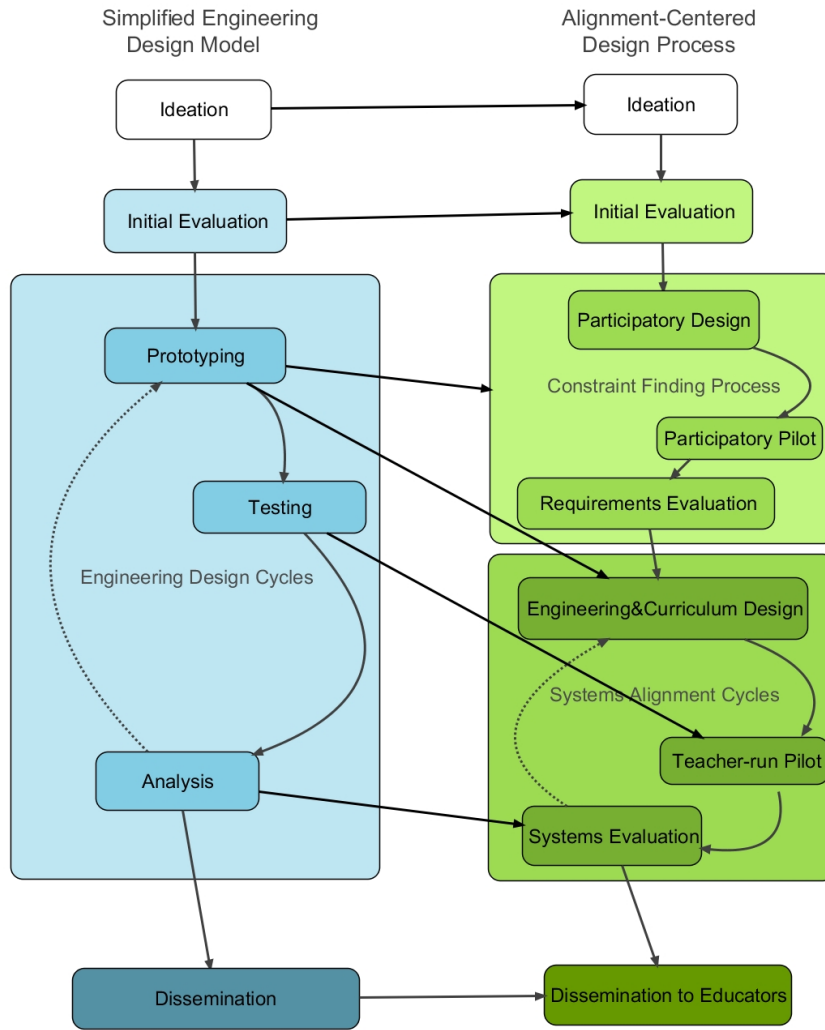 Simplified Engineering
Design Model
Alignment-Centered
Design Process
Ideation
Ideation
Initial Evaluation
Initial Evaluation
Participatory Design
Prototyping
Constraint Finding Process
Participatory Pilot
Requirements Evaluation
Testing
Engineering Design Cycles
Engineering&Curriculum Design
Systems Alignment Cycles
Teacher-run Pilot
Analysis
Systems Evaluation
Dissemination
Dissemination to Educators